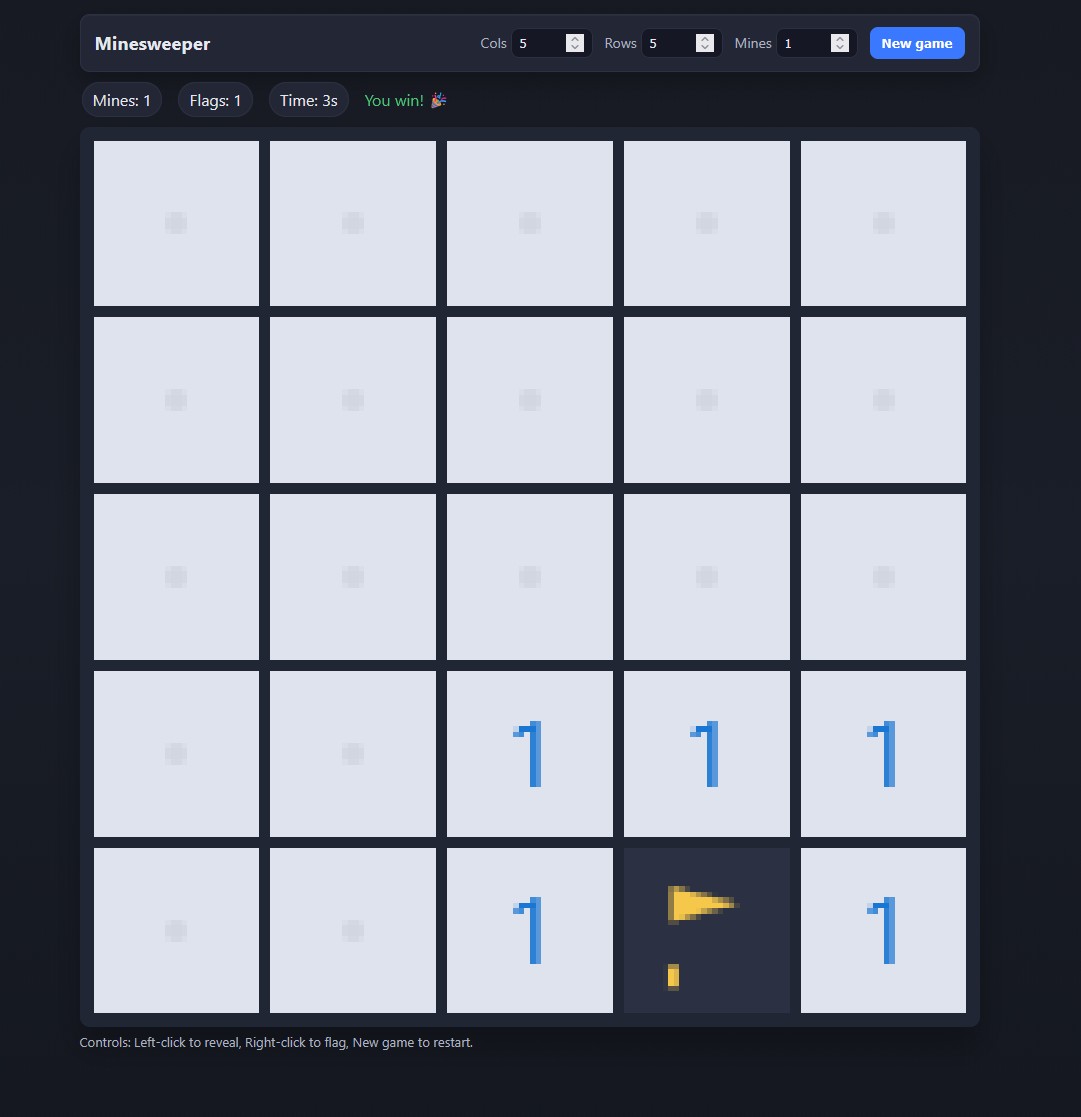 Minesweeper Cols 5 Rows 5 Mines 1 New game
Mines: 1 Flags: 1 Time: 3s You win! 🎉
1 1 1
1 1
Controls: Left-click to reveal, Right-click to flag, New game to restart.